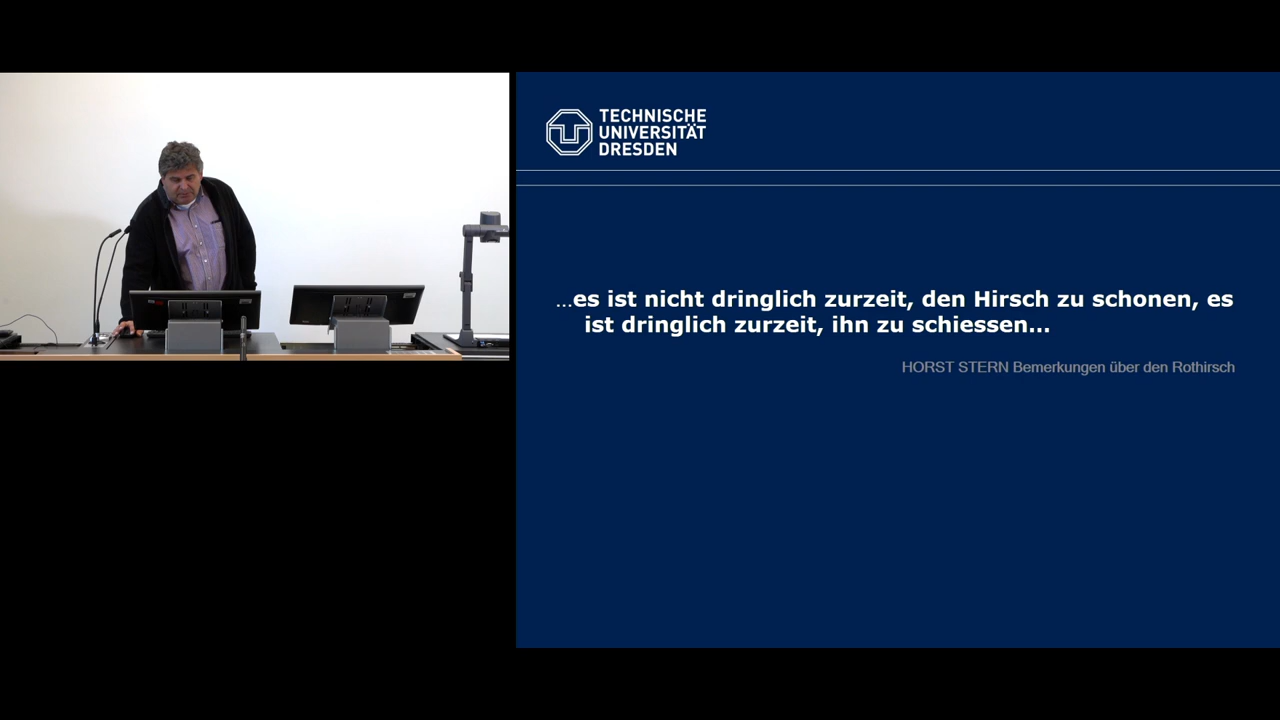 TECHNISCHE
UNIVERSITÄT
DRESDEN
...es ist nicht dringlich zurzeit, den Hirsch zu schonen, es
ist dringlich zurzeit, ihn zu schiessen...
HORST STERN Bemerkungen über den Rothirsch